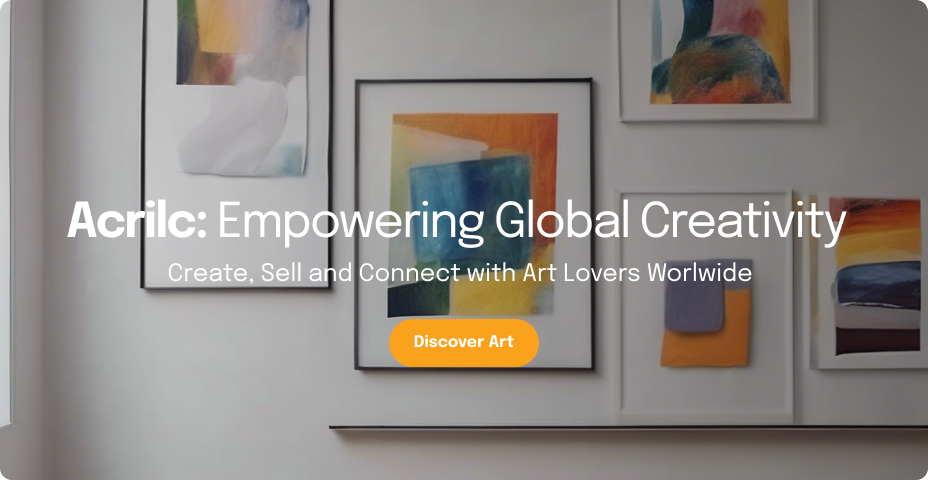 Acrilc: Empowering Global Creativity
Create, Sell and Connect with Art Lovers Worlwide
Discover Art